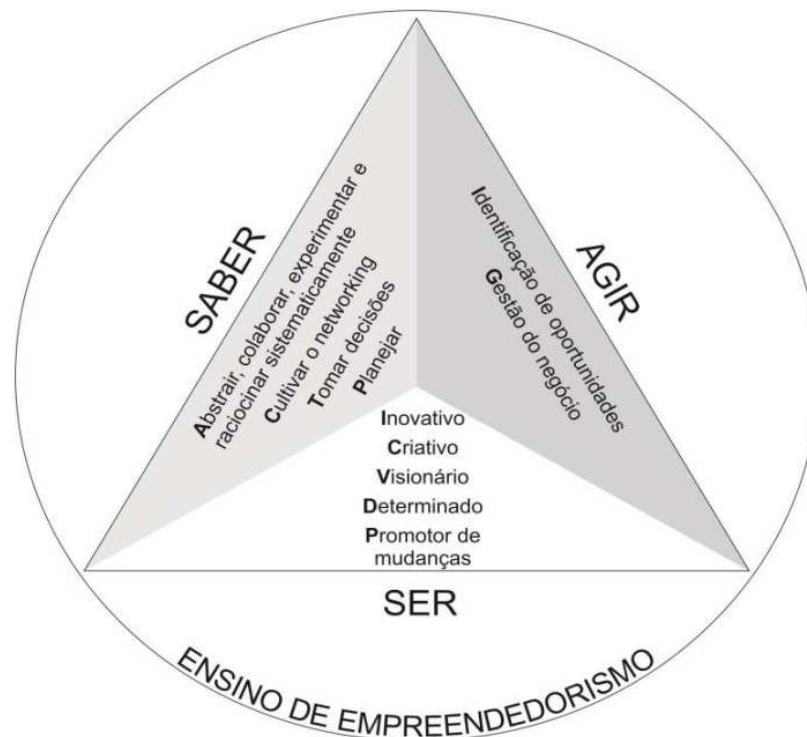 SABER
Abstrair, colaborar, experimentar e
raciocinar sistematicamente
Cultivar o networking
Tomar decisões
Planejar
AGIR
Identificação de oportunidades
Gestão do negócio
Inovativo
Criativo
Visionário
Determinado
Promotor de
mudanças
SER
ENSINO DE EMPREENDEDORISMO